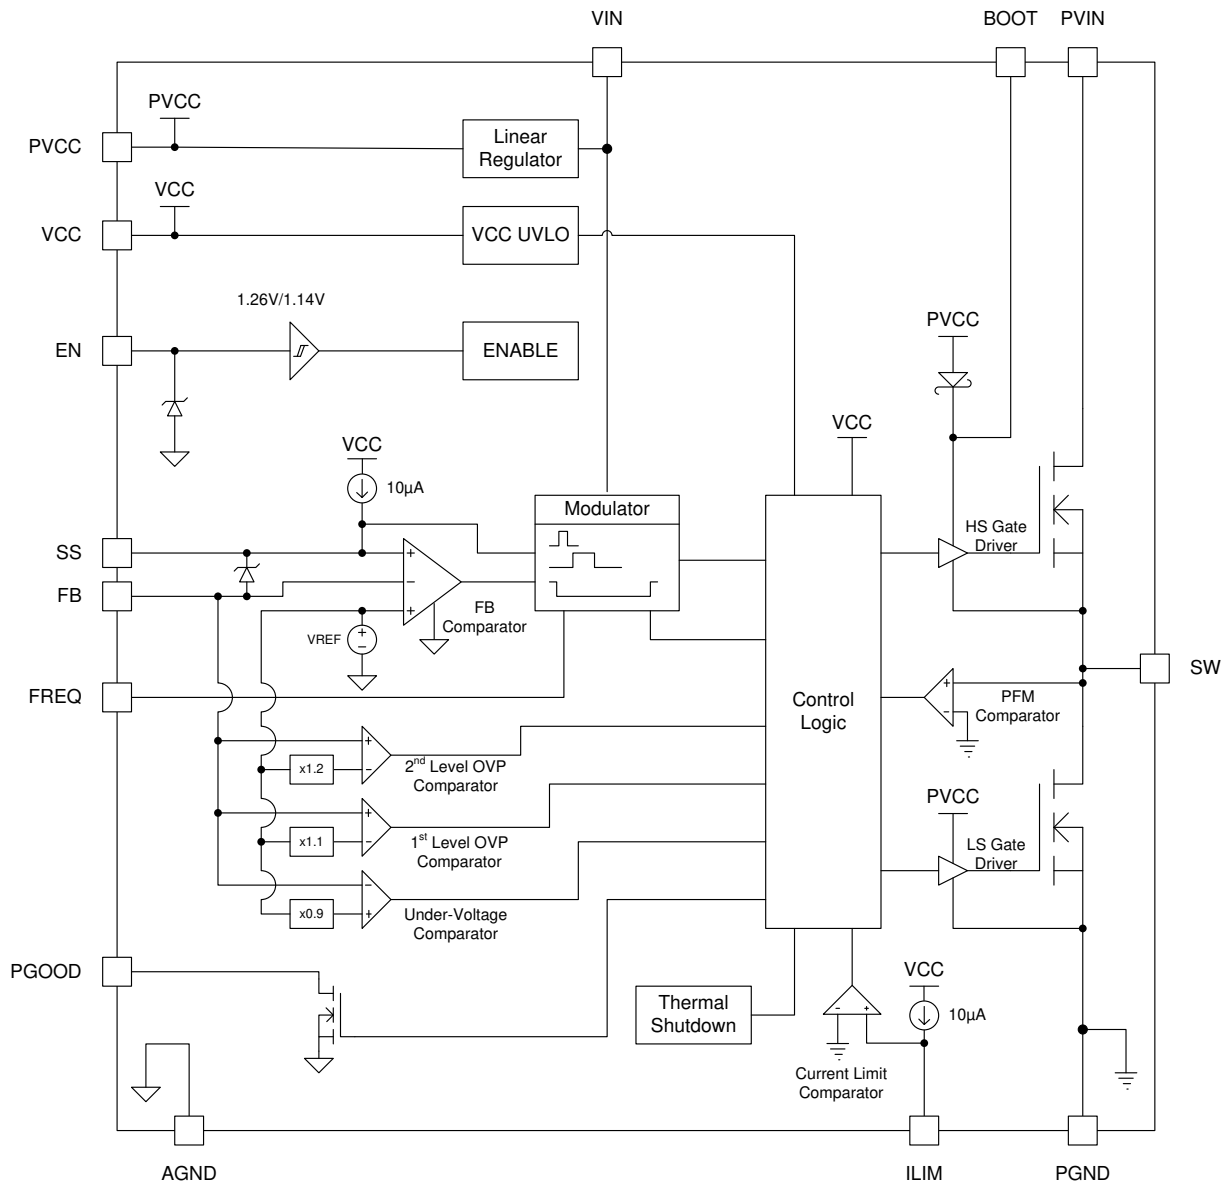 VIN
BOOT
PVIN
PVCC
PVCC
Linear
Regulator
VCC
VCC
VCC UVLO
1.26V/1.14V
EN
ENABLE
PVCC
VCC
10µA
VCC
Modulator
SS
FB
HS Gate
Driver
FB
Comparator
+
−
+
VREF
+
−
FREQ
SW
Control
Logic
+
-
PFM
Comparator
+
-
x1.2
2nd Level OVP
Comparator
+
-
x1.1
1st Level OVP
Comparator
PVCC
LS Gate
Driver
-
+
x0.9
Under-Voltage
Comparator
PGOOD
VCC
10µA
Thermal
Shutdown
-
+
Current Limit
Comparator
AGND
ILIM
PGND